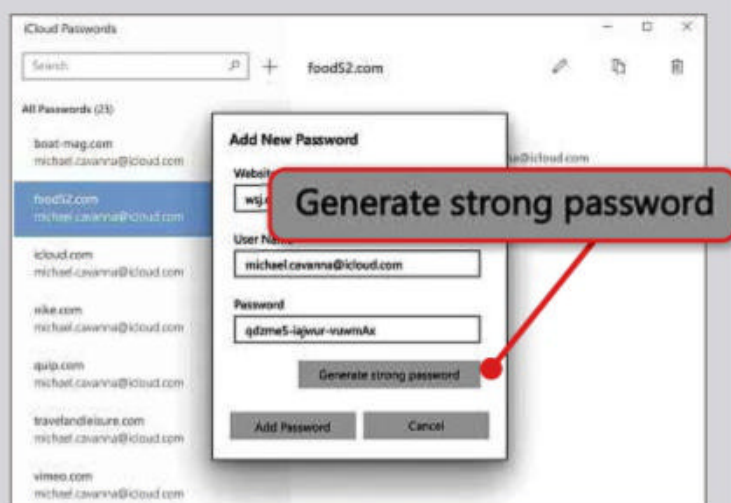 iCloud Passwords
Search
food52.com
All Passwords (23)
boat-mag.com
michael.cavanna@icloud.com
food52.com
michael.cavanna@icloud.com
icloud.com
michael.cavanna@icloud.com
nike.com
michael.cavanna@icloud.com
quip.com
michael.cavanna@icloud.com
travelandleisure.com
michael.cavanna@icloud.com
vimeo.com
michael.cavanna@icloud.com
Add New Password
Website
wsj.c
User Name
michael.cavanna@icloud.com
Password
qdzme5-iajwur-vuwmAx
Generate strong password
Add Password
Cancel
na@icloud.com
Generate strong password